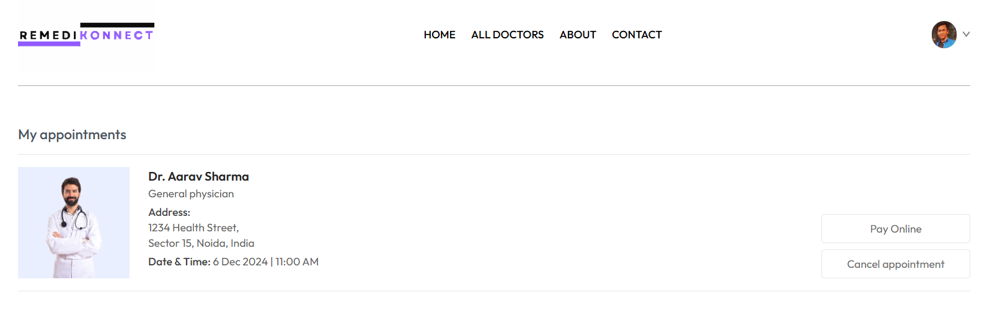 REMEDIKONNECT
HOME ALL DOCTORS ABOUT CONTACT
My appointments
Dr. Aarav Sharma
General physician
Address:
1234 Health Street,
Sector 15, Noida, India
Date & Time: 6 Dec 2024 | 11:00 AM
Pay Online
Cancel appointment